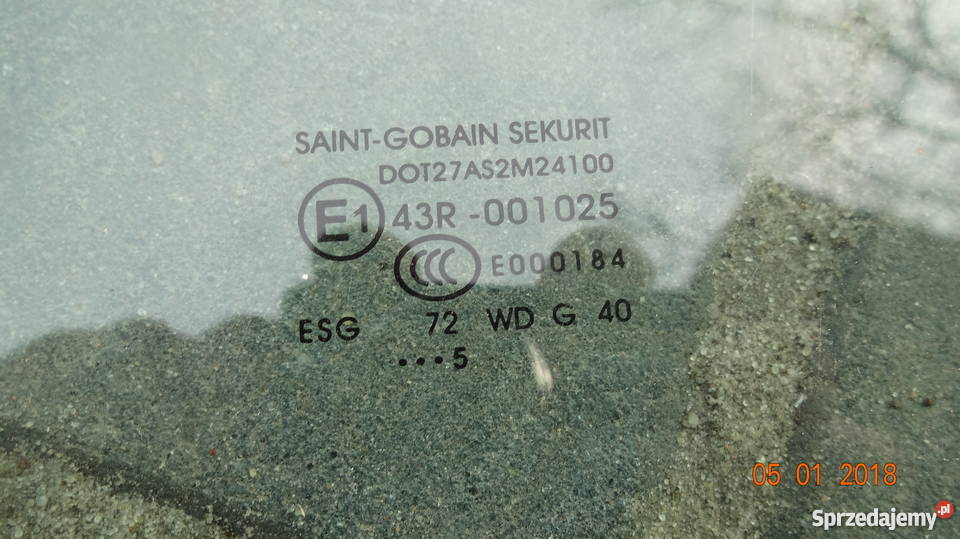 SAINT-GOBAIN SEKURIT
DOT27AS2M24100
E1 43R -001025
CCC E000184
ESG 72 WD G 40
•••5
05 01 2018
Sprzedajemy.pl